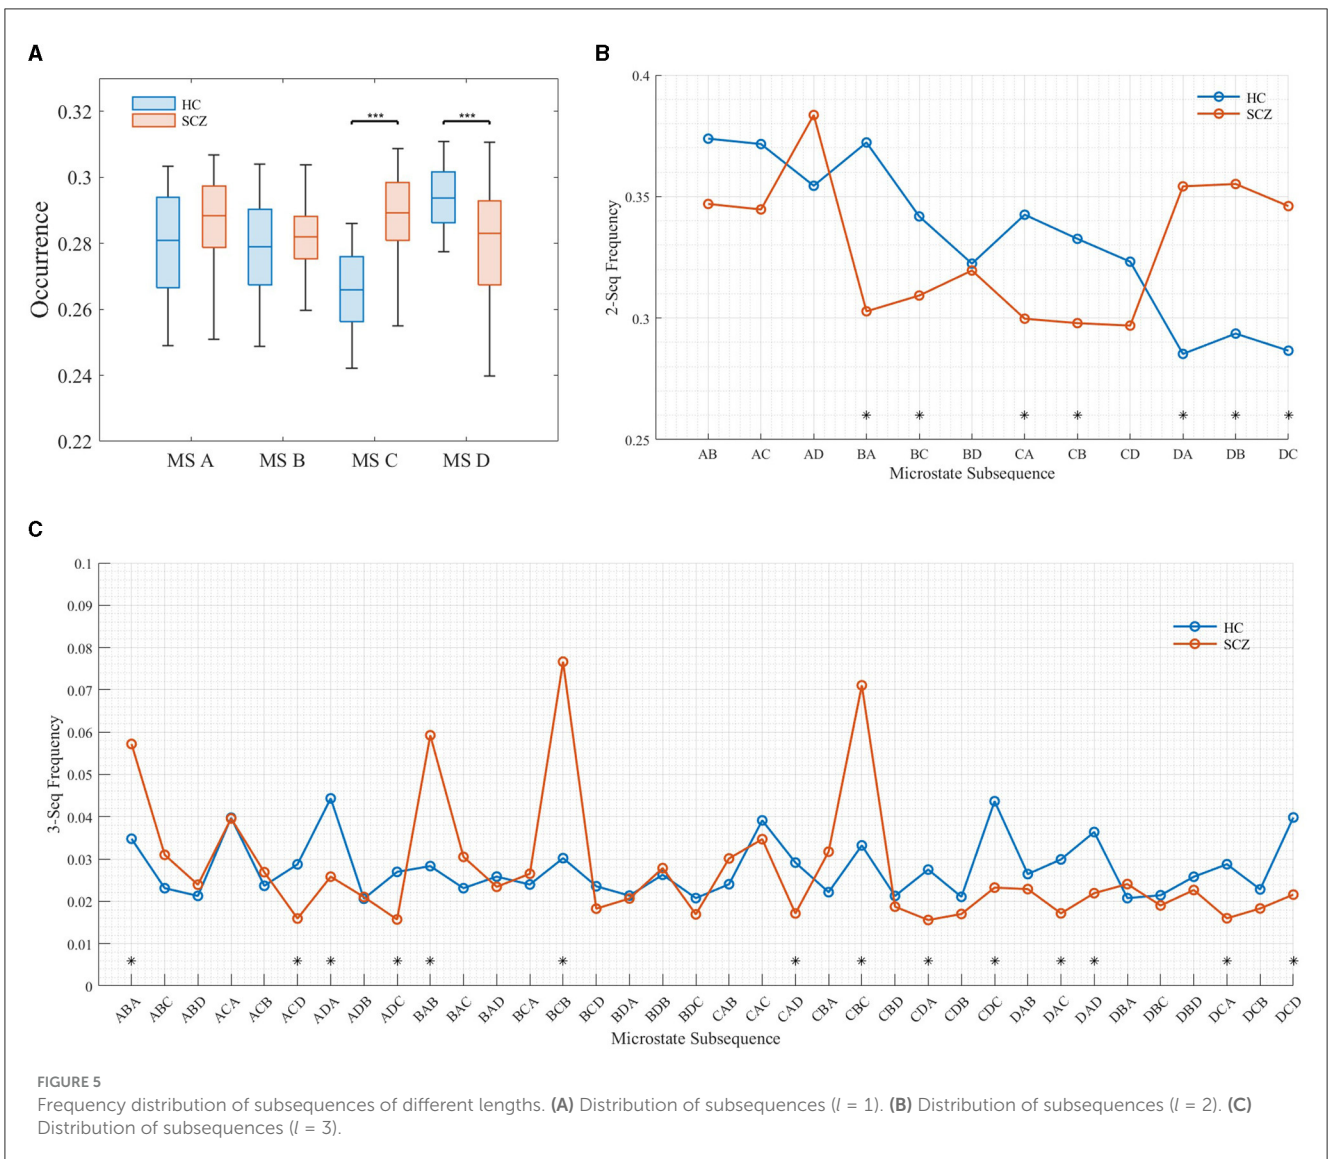 A
0.32
0.3
0.28
0.26
0.24
0.22
Occurrence
HC
SCZ
***
***
MS A MS B MS C MS D
B
0.4
0.35
0.3
0.25
2-Seq Frequency
HC
SCZ
* * * * * * *
AB AC AD BA BC BD CA CB CD DA DB DC
Microstate Subsequence
C
0.1
0.09
0.08
0.07
0.06
0.05
0.04
0.03
0.02
0.01
0
3-Seq Frequency
HC
SCZ
* * * * * * * * * * * * * *
ABA ABC ABD ACA ACB ACD ADA ADB ADC BAB BAC BAD BCA BCB BCD BDA BDB BDC CAB CAC CAD CBA CBC CBD CDA CDB CDC DAB DAC DAD DBA DBC DBD DCA DCB DCD
Microstate Subsequence
FIGURE 5
Frequency distribution of subsequences of different lengths. (A) Distribution of subsequences (l = 1). (B) Distribution of subsequences (l = 2). (C)
Distribution of subsequences (l = 3).